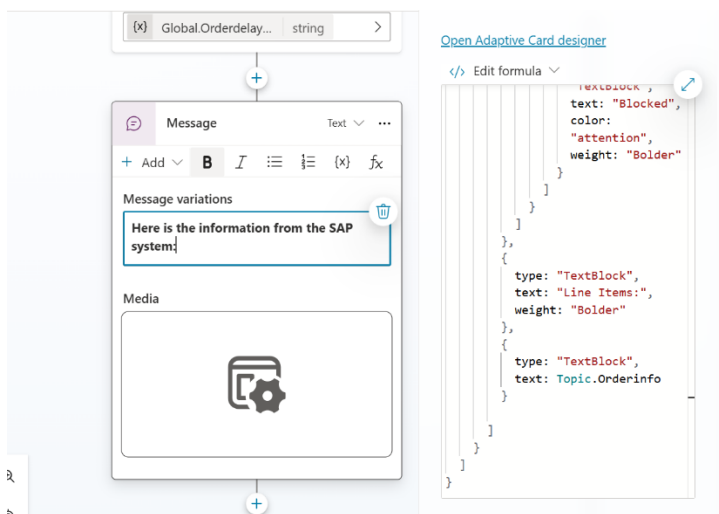 {x} Global.Orderdelay... string
Message Text
Add B I {x} fx
Message variations
Here is the information from the SAP
system:
Media
Open Adaptive Card designer
</> Edit formula
"TextBlock",
text: "Blocked",
color:
"attention",
weight: "Bolder"
}
]
}
]
},
{
type: "TextBlock",
text: "Line Items:",
weight: "Bolder"
},
{
type: "TextBlock",
text: Topic.Orderinfo
}
]
}
]
}